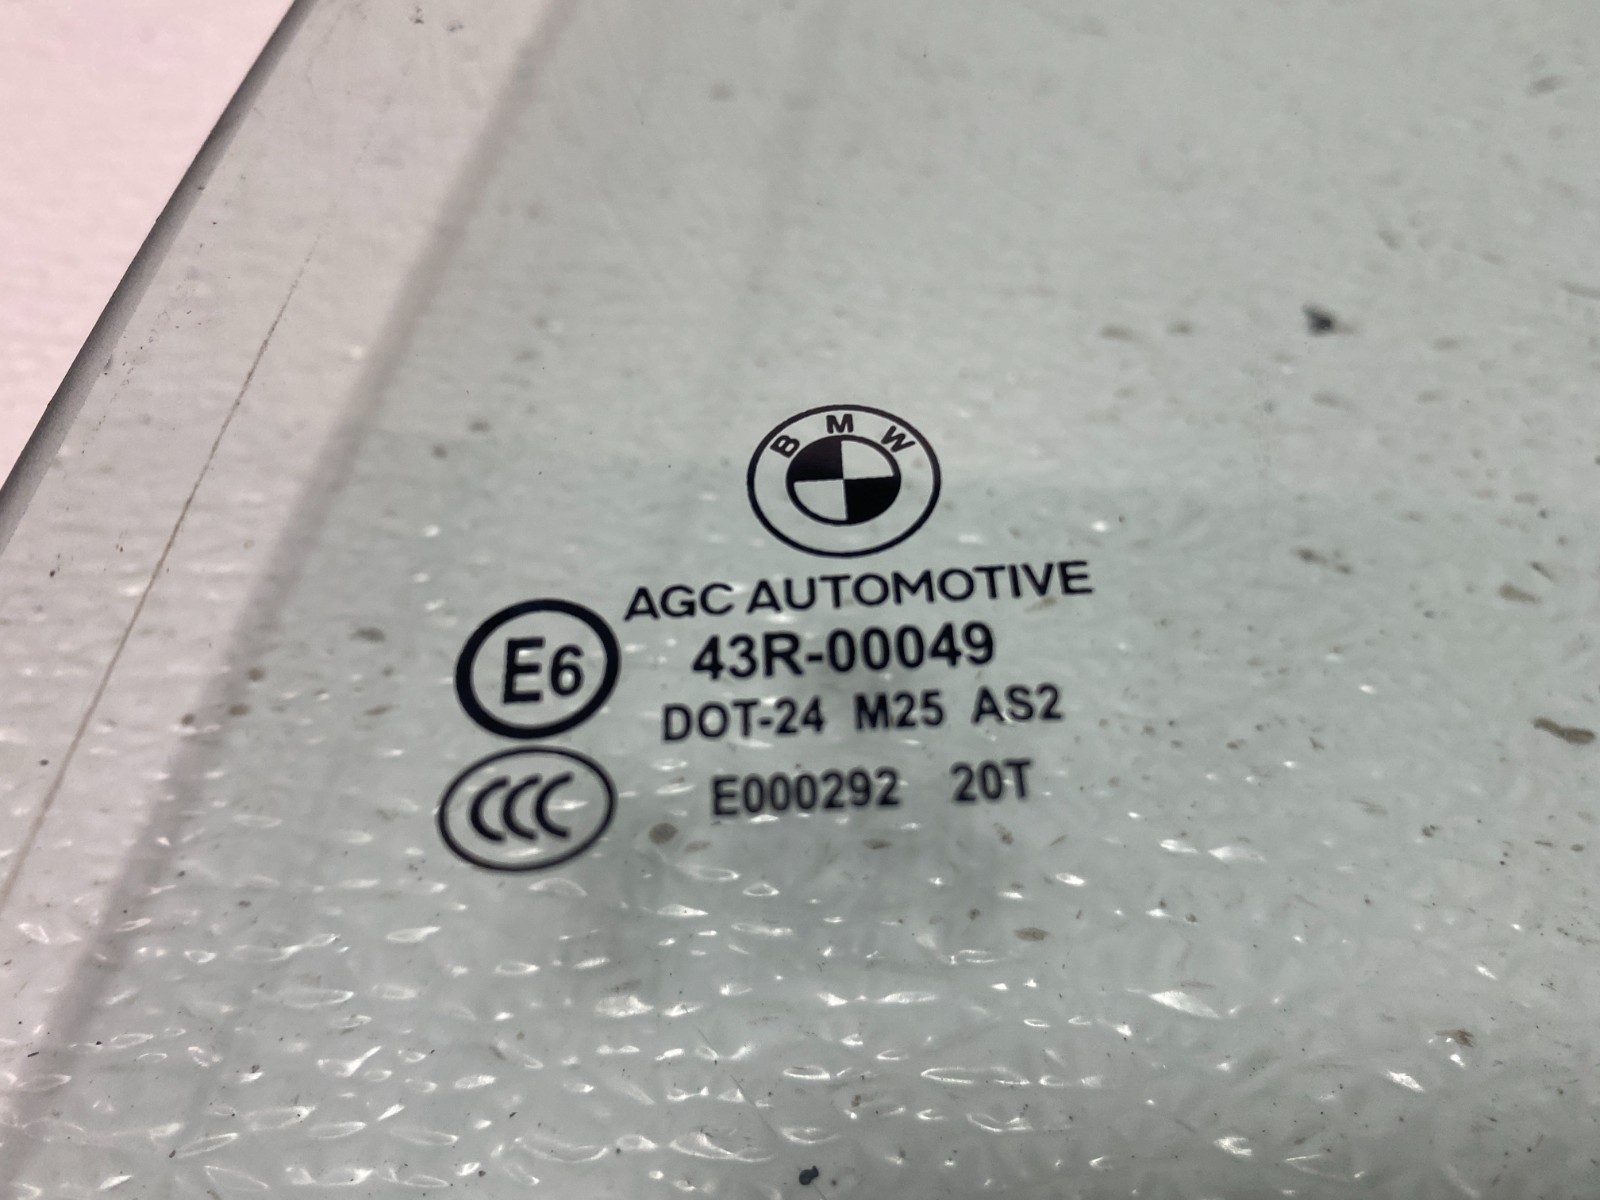 BMW
AGC AUTOMOTIVE
E6
43R-00049
DOT-24 M25 AS2
CCC
E000292 20T